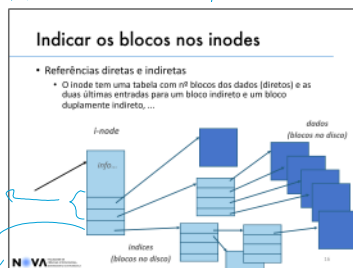 Indicar os blocos nos inodes
• Referências diretas e indiretas
• O inode tem uma tabela com nº blocos dos dados (diretos) e as
duas últimas entradas para um bloco indireto e um bloco
duplamente indireto, ...
dados
(blocos no disco)
i-node
info...
indices
(blocos no disco)
NOVA